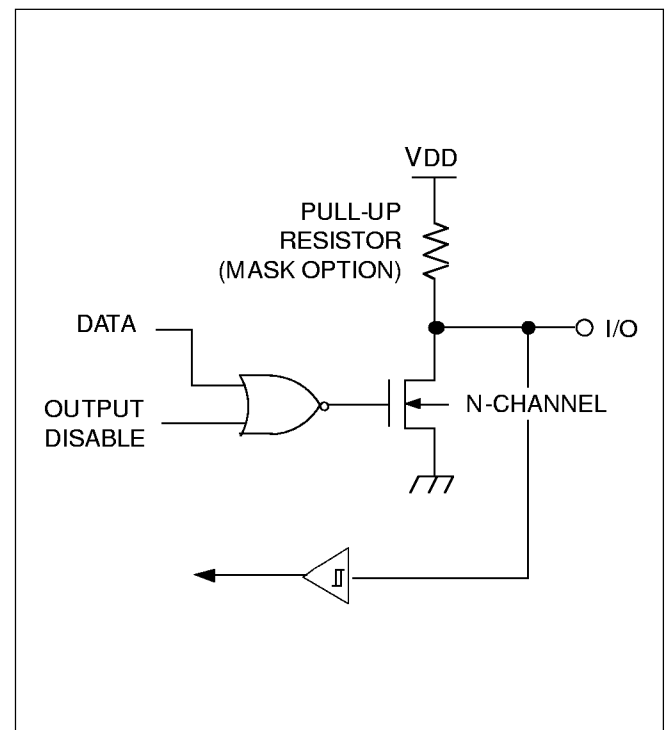 VDD
PULL-UP
RESISTOR
(MASK OPTION)
DATA
I/O
OUTPUT
DISABLE
N-CHANNEL